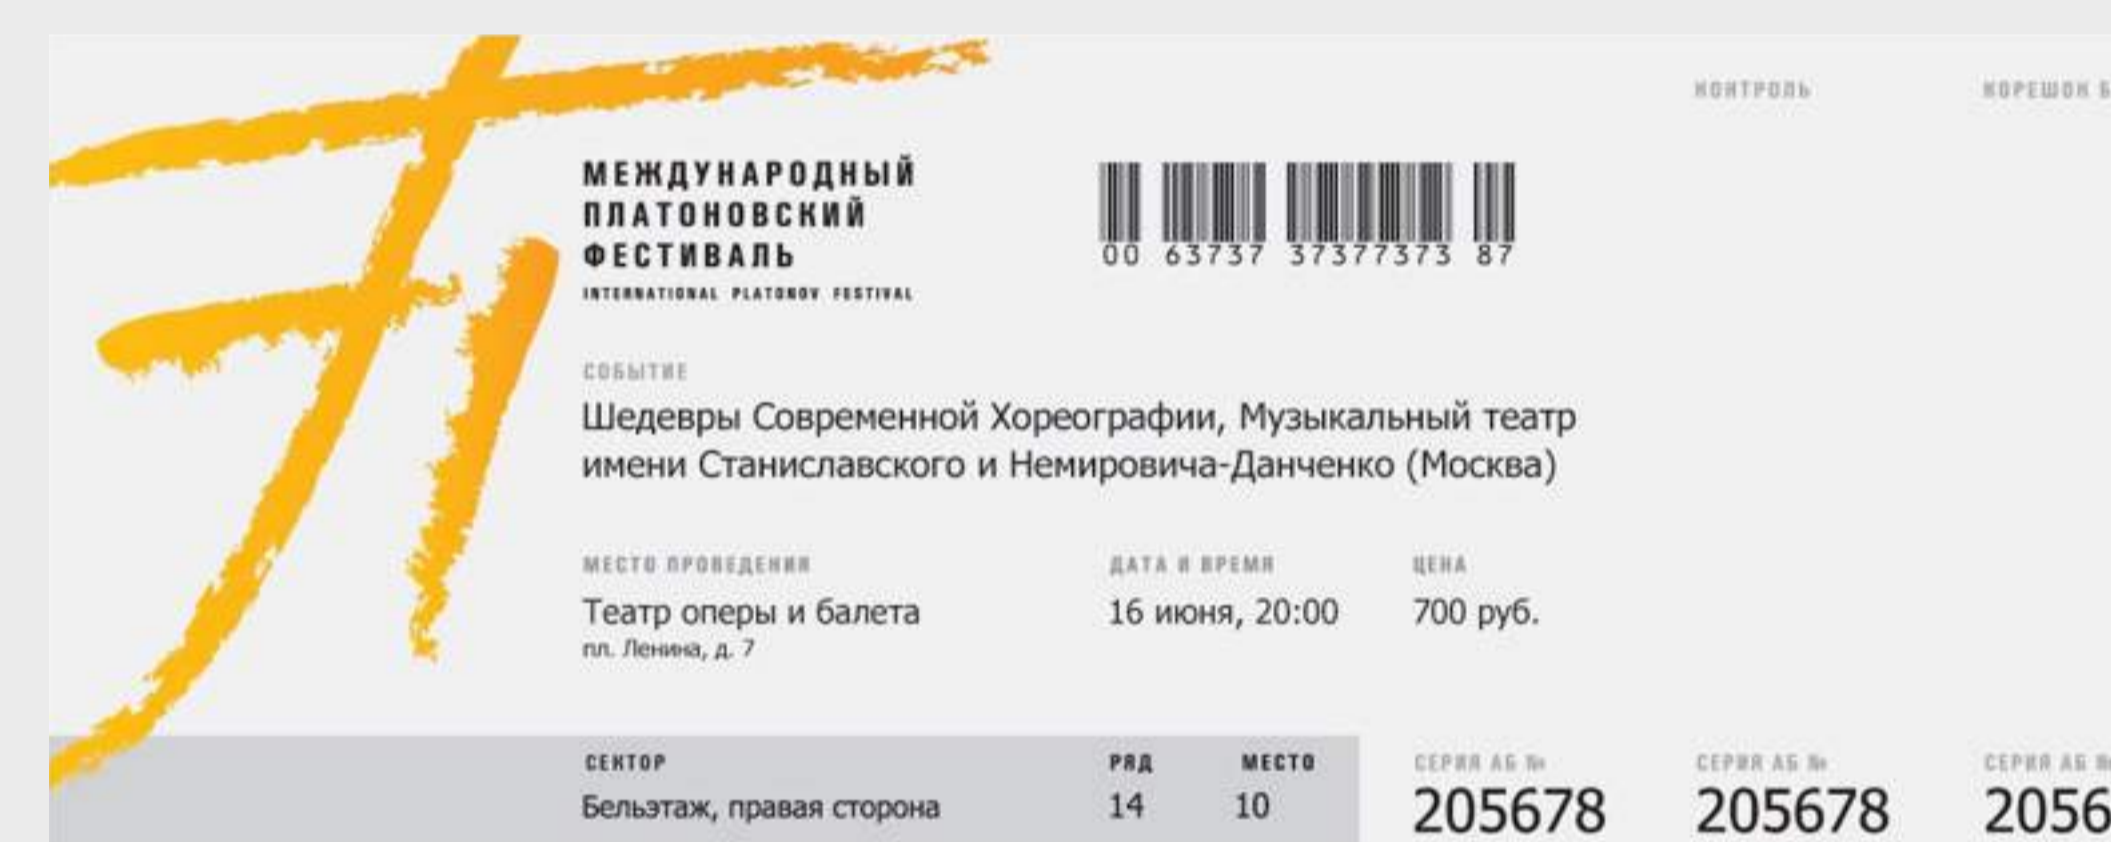 КОНТРОЛЬ
КОРЕШОК Б
МЕЖДУНАРОДНЫЙ
ПЛАТОНОВСКИЙ
ФЕСТИВАЛЬ
INTERNATIONAL PLATONOV FESTIVAL
00 63737 37377373 87
СОБЫТИЕ
Шедевры Современной Хореографии, Музыкальный театр
имени Станиславского и Немировича-Данченко (Москва)
МЕСТО ПРОВЕДЕНИЯ
Театр оперы и балета
пл. Ленина, д. 7
ДАТА И ВРЕМЯ
16 июня, 20:00
ЦЕНА
700 руб.
СЕКТОР
Бельэтаж, правая сторона
РЯД
14
МЕСТО
10
СЕРИЯ АБ №
205678
СЕРИЯ АБ №
205678
СЕРИЯ АБ №
2056